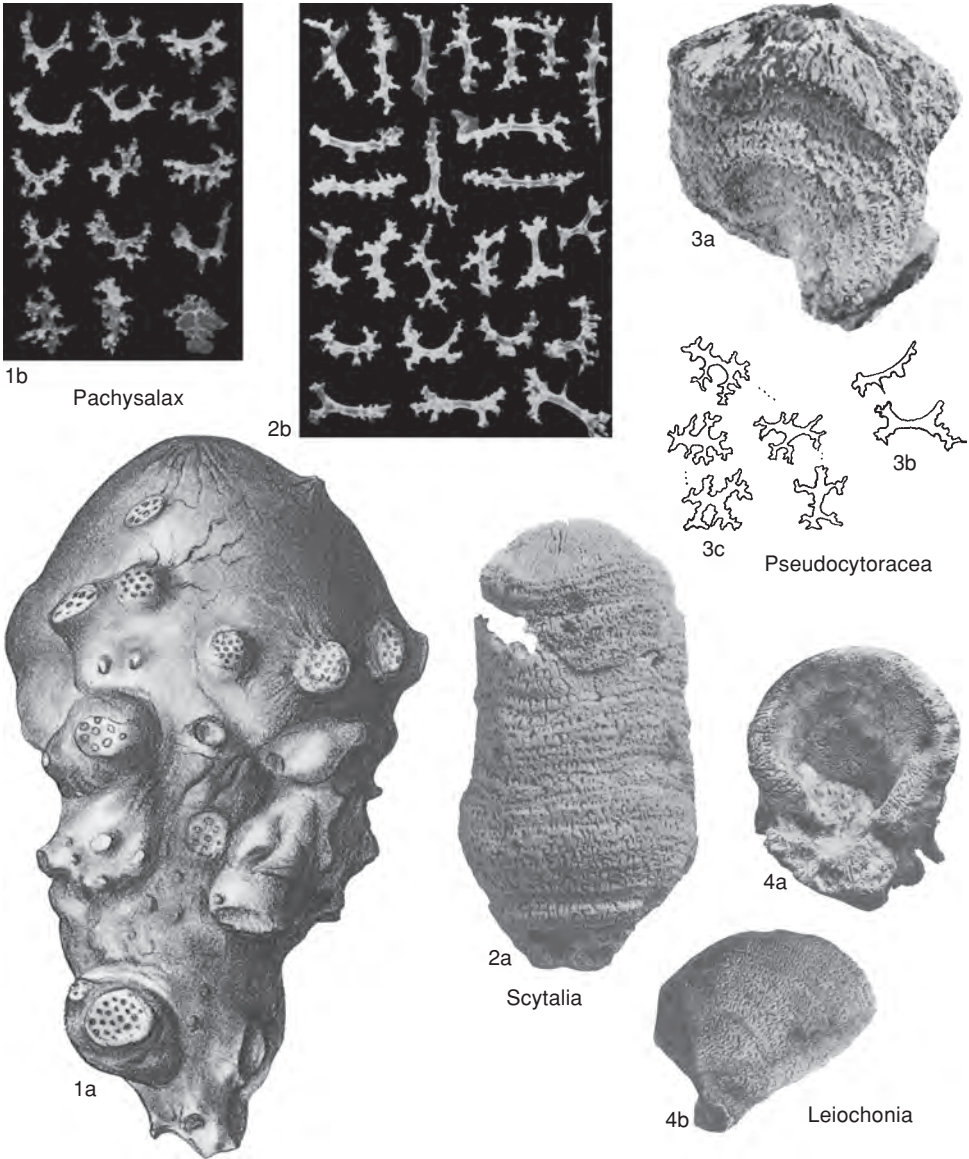 3a
1b
Pachysalax
2b
3b
3c
Pseudocytoracea
4a
2a
Scytalia
1a
4b
Leiochonia